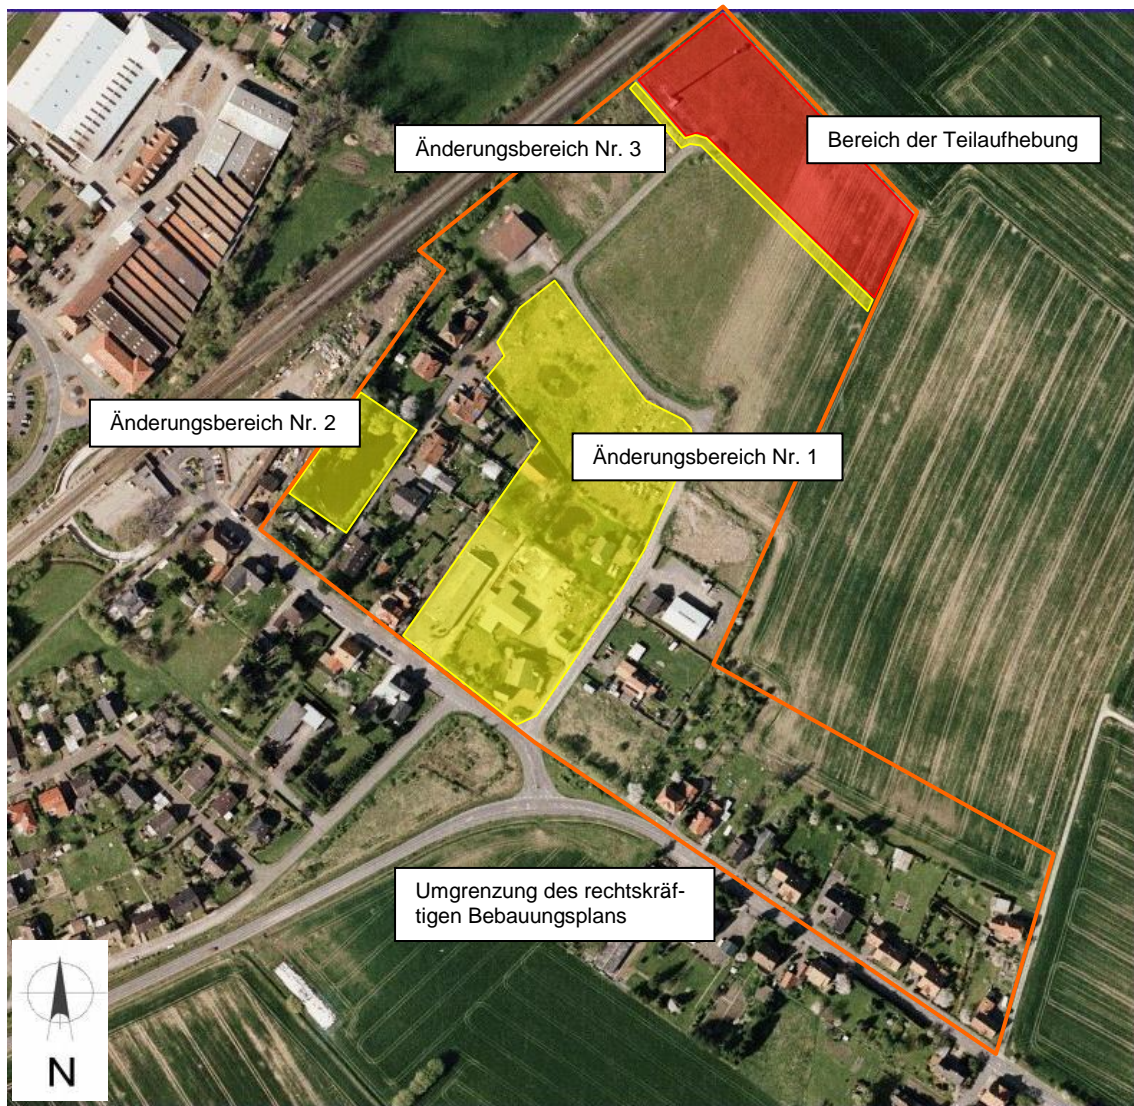 Änderungsbereich Nr. 3
Bereich der Teilaufhebung
Änderungsbereich Nr. 2
Änderungsbereich Nr. 1
Umgrenzung des rechtskräf-
tigen Bebauungsplans
N